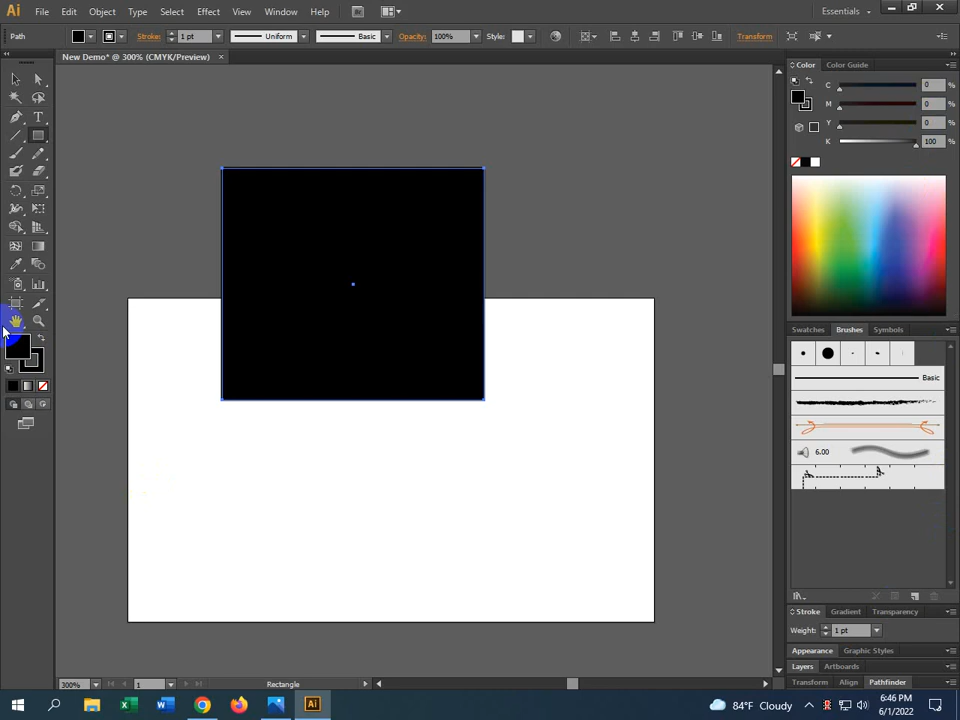 Ai File Edit Object Type Select Effect View Window Help Br Essentials
Path Stroke: 1 pt Uniform Basic Opacity: 100% Style: Transform
New Demo* @ 300% (CMYK/Preview) ×
Color Color Guide
C 0 %
M 0 %
Y 0 %
K 100 %
Swatches Brushes Symbols
Basic
6.00
Stroke Gradient Transparency
Weight: 1 pt
Appearance Graphic Styles
Layers Artboards
Transform Align Pathfinder
300% 1 Rectangle
84°F Cloudy
6:46 PM
6/1/2022